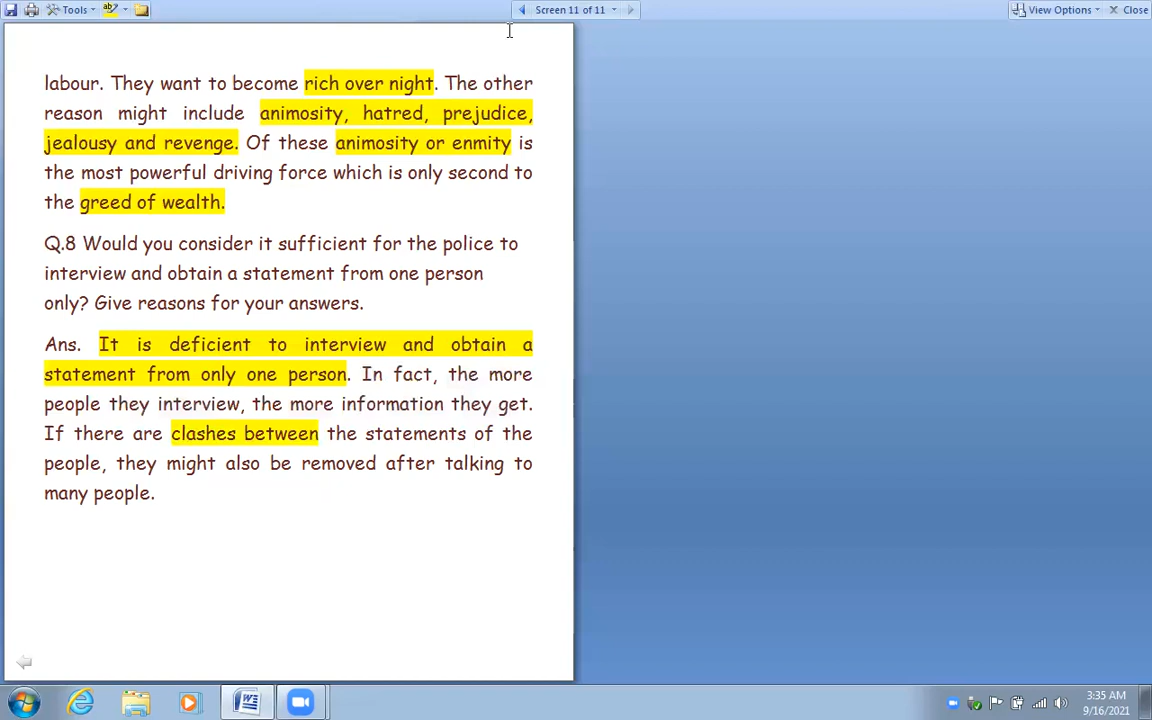 Tools
Screen 11 of 11
View Options
Close
labour. They want to become rich over night. The other
reason might include animosity, hatred, prejudice,
jealousy and revenge. Of these animosity or enmity is
the most powerful driving force which is only second to
the greed of wealth.
Q.8 Would you consider it sufficient for the police to
interview and obtain a statement from one person
only? Give reasons for your answers.
Ans. It is deficient to interview and obtain a
statement from only one person. In fact, the more
people they interview, the more information they get.
If there are clashes between the statements of the
people, they might also be removed after talking to
many people.
3:35 AM
9/16/2021